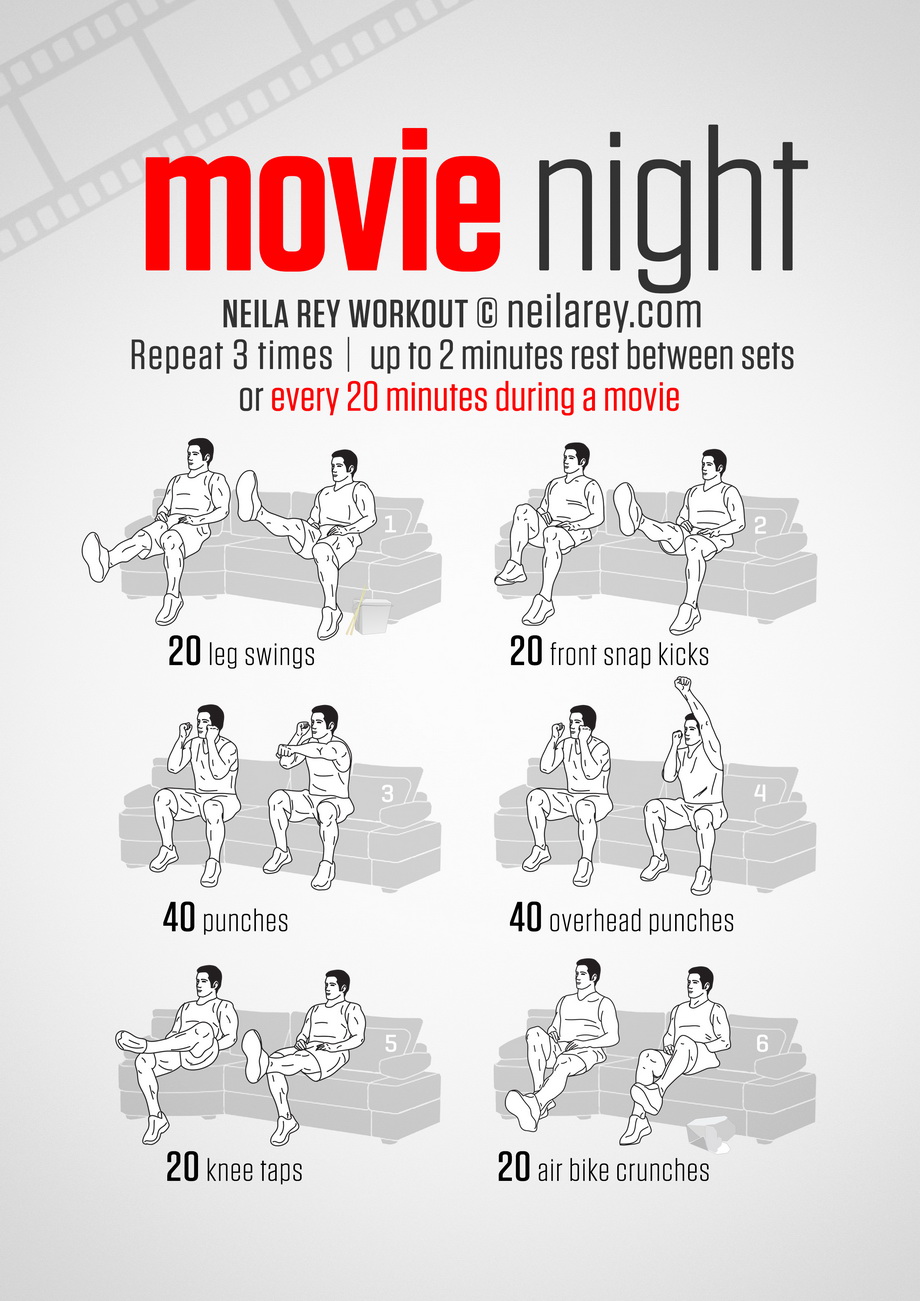 movie night
NEILA REY WORKOUT © neilarey.com
Repeat 3 times | up to 2 minutes rest between sets
or every 20 minutes during a movie
1
20 leg swings
2
20 front snap kicks
3
40 punches
4
40 overhead punches
5
20 knee taps
6
20 air bike crunches